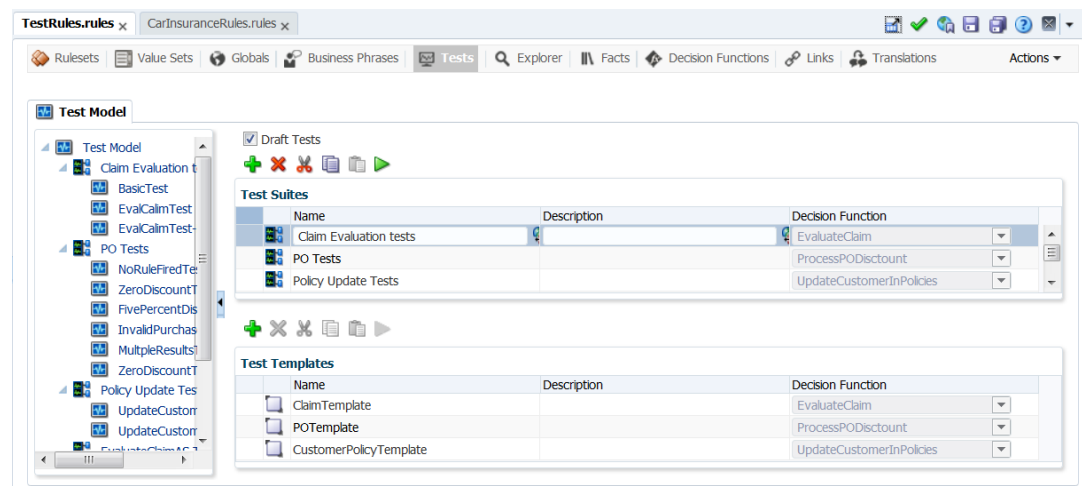 TestRules.rules CarInsuranceRules.rules
Rulesets Value Sets Globals Business Phrases Tests Explorer Facts Decision Functions Links Translations Actions
Test Model
Test Model
Claim Evaluation t
BasicTest
EvalCalimTest
EvalCalimTest-
PO Tests
NoRuleFiredTe
ZeroDiscountT
FivePercentDis
InvalidPurchas
MultpleResultsT
ZeroDiscountT
Policy Update Tes
UpdateCustom
UpdateCustom
EvaluateClaimAS T
Draft Tests
Test Suites
Name Description Decision Function
Claim Evaluation tests EvaluateClaim
PO Tests ProcessPODisctount
Policy Update Tests UpdateCustomerInPolicies
Test Templates
Name Description Decision Function
ClaimTemplate EvaluateClaim
POTemplate ProcessPODisctount
CustomerPolicyTemplate UpdateCustomerInPolicies